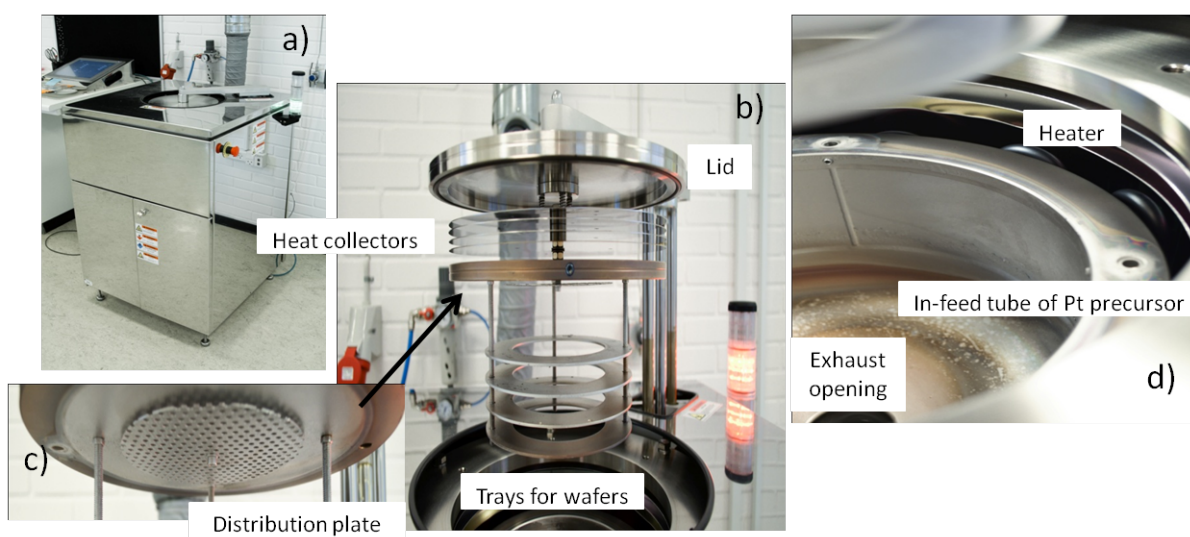 a)
b)
Lid
Heat collectors
Trays for wafers
c)
Distribution plate
Heater
In-feed tube of Pt precursor
Exhaust
opening
d)